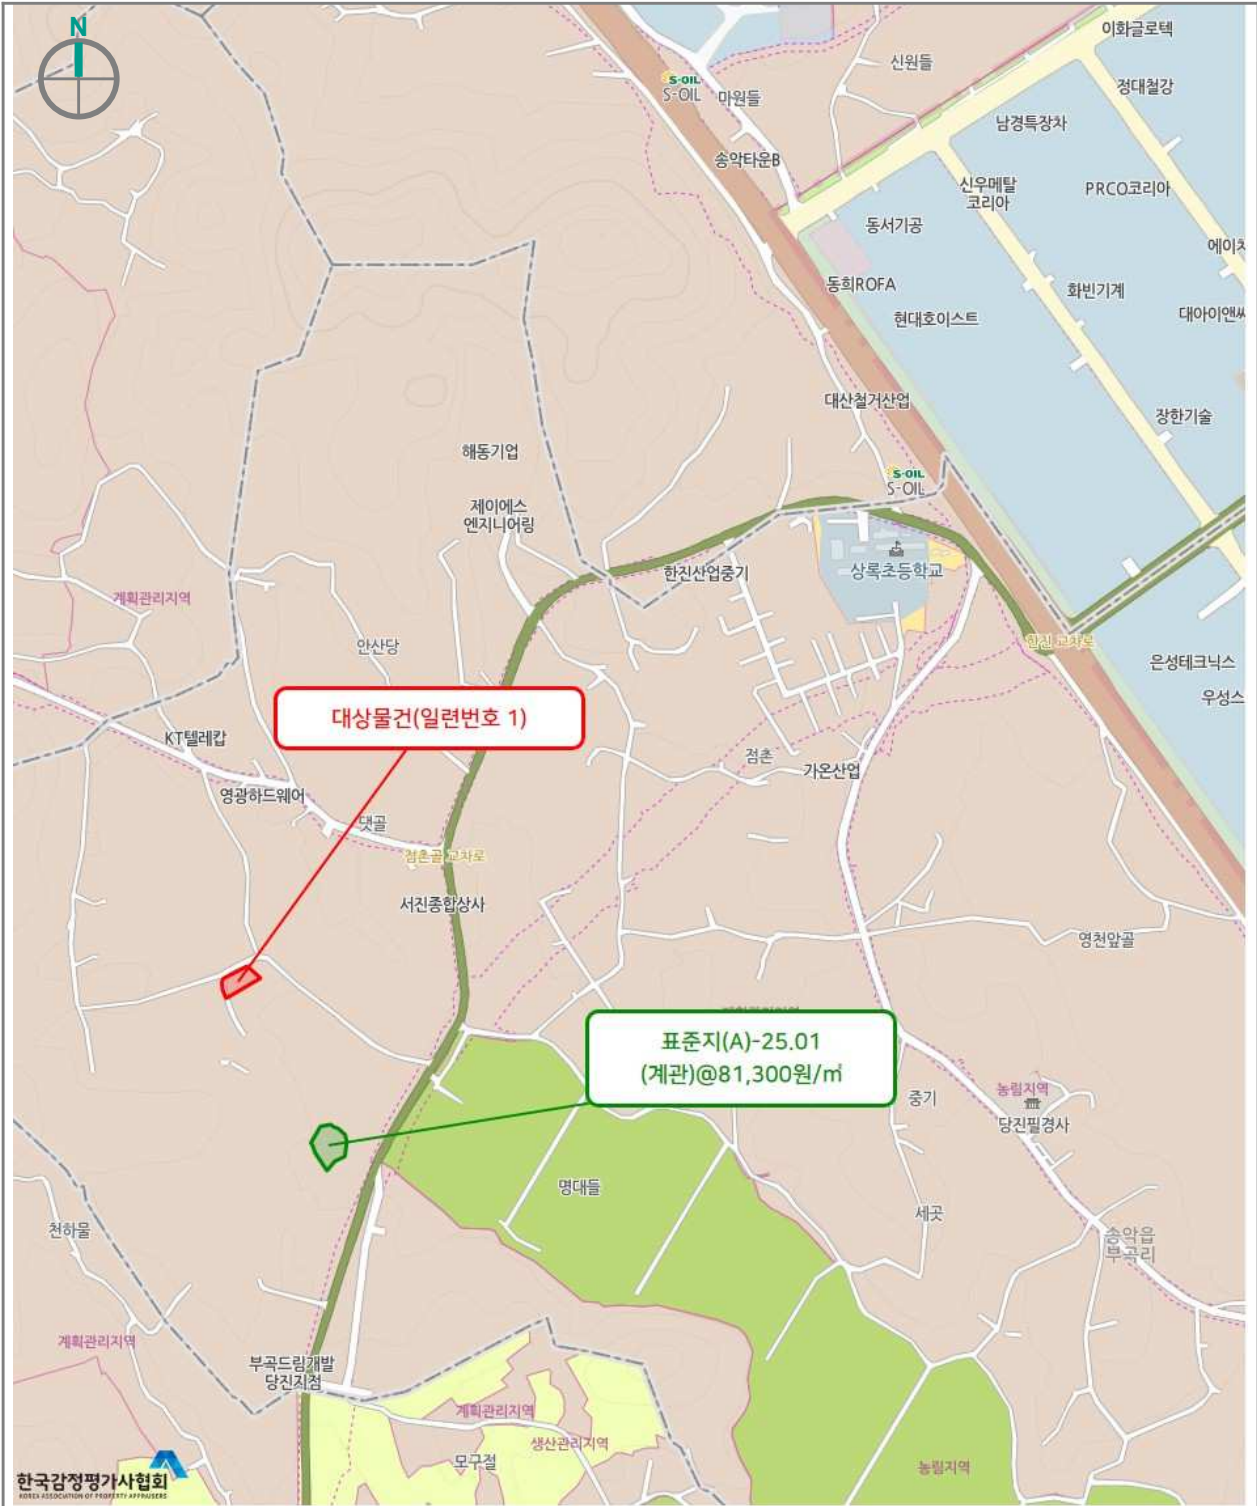 N
이화글로텍
S-OIL
S-OIL
마원들
신원들
정대철강
남경특장차
송악타운B
신우메탈
코리아
PRCO코리아
동서기공
에이치
동희ROFA
화빈기계
현대호이스트
대아이앤씨
대산철거산업
장한기술
해동기업
S-OIL
S-OIL
제이에스
엔지니어링
한진산업중기
상록초등학교
계획관리지역
안산당
한진 교차로
은성테크닉스
우성스
대상물건(일련번호 1)
KT텔레캅
점촌
가온산업
영광하드웨어
댓골
점촌골 교차로
서진종합상사
영천앞골
표준지(A)-25.01
(계관)@81,300원/㎡
농림지역
중기
당진필경사
명대들
세곳
천하물
송악읍
부곡리
계획관리지역
부곡드림개발
당진지점
계획관리지역
생산관리지역
모구절
농림지역
한국감정평가사협회
KOREA ASSOCIATION OF PROPERTY APPRAISERS